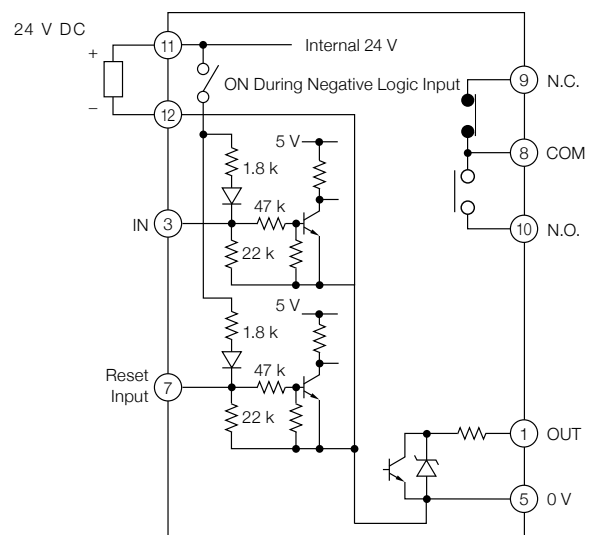 24 V DC
+
−
11
Internal 24 V
ON During Negative Logic Input
12
9 N.C.
8 COM
10 N.O.
5 V
1.8 k
47 k
IN 3
22 k
5 V
1.8 k
47 k
Reset
Input
7
22 k
1 OUT
5 0 V